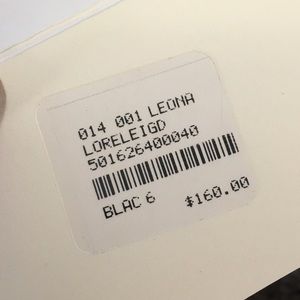 014 001 LEONA
LORELEIGD
501626400040
BLAC 6 $160.00